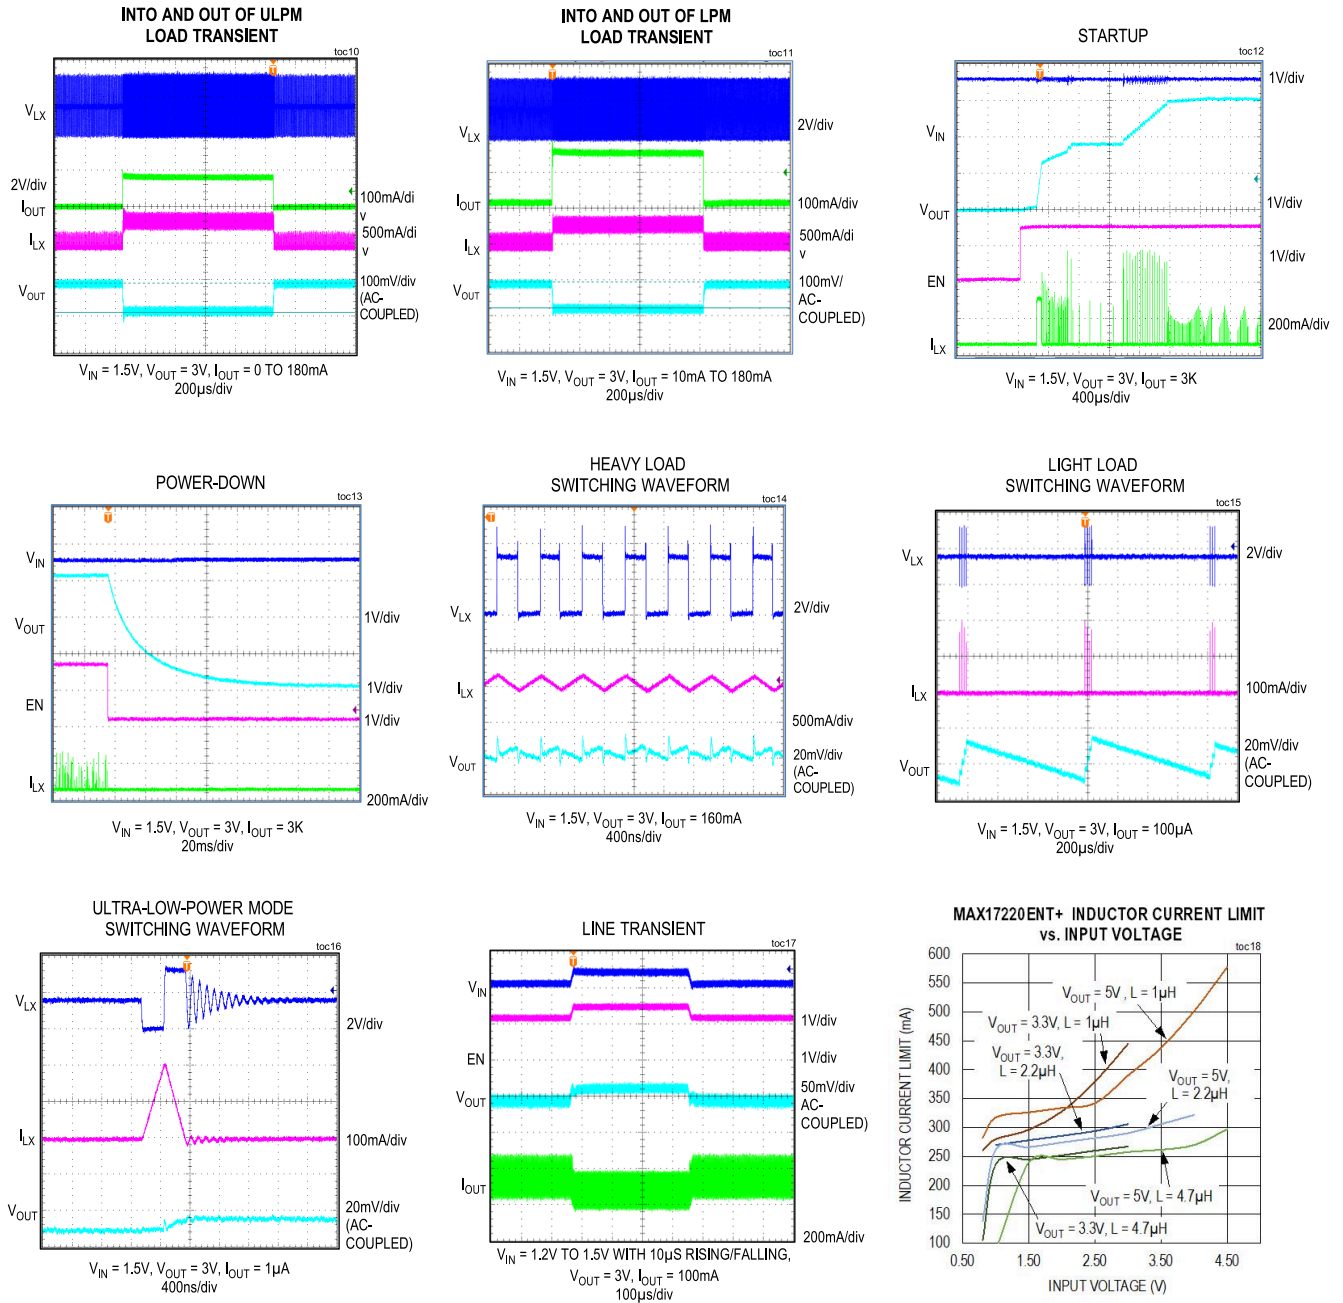 INTO AND OUT OF ULPM
LOAD TRANSIENT
toc10
VLX
2V/div
IOUT
100mA/di
v
ILX
500mA/di
v
VOUT
100mV/div
(AC-
COUPLED)
VIN = 1.5V, VOUT = 3V, IOUT = 0 TO 180mA
200µs/div
INTO AND OUT OF LPM
LOAD TRANSIENT
toc11
VLX
2V/div
IOUT
100mA/div
ILX
500mA/di
v
VOUT
100mV/
AC-
COUPLED)
VIN = 1.5V, VOUT = 3V, IOUT = 10mA TO 180mA
200µs/div
STARTUP
toc12
1V/div
VIN
VOUT
1V/div
1V/div
EN
200mA/div
ILX
VIN = 1.5V, VOUT = 3V, IOUT = 3K
400µs/div
POWER-DOWN
toc13
VIN
1V/div
VOUT
1V/div
EN
1V/div
ILX
200mA/div
VIN = 1.5V, VOUT = 3V, IOUT = 3K
20ms/div
HEAVY LOAD
SWITCHING WAVEFORM
toc14
VLX
2V/div
ILX
500mA/div
VOUT
20mV/div
(AC-
COUPLED)
VIN = 1.5V, VOUT = 3V, IOUT = 160mA
400ns/div
LIGHT LOAD
SWITCHING WAVEFORM
toc15
VLX
2V/div
ILX
100mA/div
VOUT
20mV/div
(AC-
COUPLED)
VIN = 1.5V, VOUT = 3V, IOUT = 100µA
200µs/div
ULTRA-LOW-POWER MODE
SWITCHING WAVEFORM
toc16
VLX
2V/div
ILX
100mA/div
VOUT
20mV/div
(AC-
COUPLED)
VIN = 1.5V, VOUT = 3V, IOUT = 1µA
400ns/div
LINE TRANSIENT
toc17
VIN
1V/div
EN
1V/div
VOUT
50mV/div
AC-
COUPLED)
IOUT
200mA/div
VIN = 1.2V TO 1.5V WITH 10µS RISING/FALLING,
VOUT = 3V, IOUT = 100mA
100µs/div
MAX17220ENT+ INDUCTOR CURRENT LIMIT
vs. INPUT VOLTAGE
toc18
600
550
500
450
400
350
300
250
200
150
100
INDUCTOR CURRENT LIMIT (mA)
VOUT = 5V , L = 1µH
VOUT = 3.3V, L = 1µH
VOUT = 3.3V,
L = 2.2µH
VOUT = 5V,
L = 2.2µH
VOUT = 5V, L = 4.7µH
VOUT = 3.3V, L = 4.7µH
0.50 1.50 2.50 3.50 4.50
INPUT VOLTAGE (V)